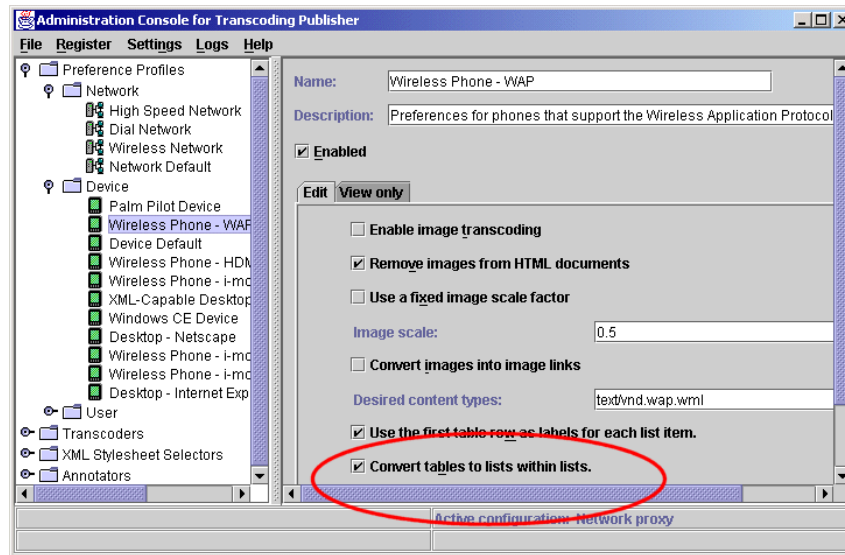 Administration Console for Transcoding Publisher
File Register Settings Logs Help
Preference Profiles
Network
High Speed Network
Dial Network
Wireless Network
Network Default
Device
Palm Pilot Device
Wireless Phone - WAP
Device Default
Wireless Phone - HDM
Wireless Phone - i-mo
XML-Capable Desktop
Windows CE Device
Desktop - Netscape
Wireless Phone - i-mo
Wireless Phone - i-mo
Desktop - Internet Exp
User
Transcoders
XML Stylesheet Selectors
Annotators
Name: Wireless Phone - WAP
Description: Preferences for phones that support the Wireless Application Protocol
Enabled
Edit View only
Enable image transcoding
Remove images from HTML documents
Use a fixed image scale factor
Image scale: 0.5
Convert images into image links
Desired content types: text/vnd.wap.wml
Use the first table row as labels for each list item.
Convert tables to lists within lists.
Active configuration: Network proxy